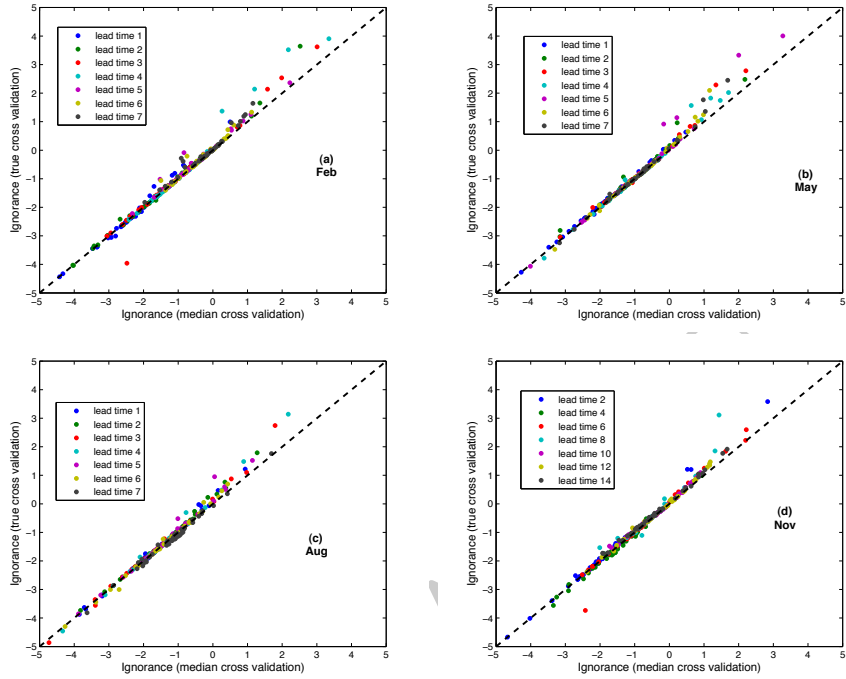 5
4
3
2
1
0
−1
−2
−3
−4
−5
−5 −4 −3 −2 −1 0 1 2 3 4 5
Ignorance (true cross validation)
Ignorance (median cross validation)
lead time 1
lead time 2
lead time 3
lead time 4
lead time 5
lead time 6
lead time 7
(a)
Feb
5
4
3
2
1
0
−1
−2
−3
−4
−5
−5 −4 −3 −2 −1 0 1 2 3 4 5
Ignorance (true cross validation)
Ignorance (median cross validation)
lead time 1
lead time 2
lead time 3
lead time 4
lead time 5
lead time 6
lead time 7
(b)
May
5
4
3
2
1
0
−1
−2
−3
−4
−5
−5 −4 −3 −2 −1 0 1 2 3 4 5
Ignorance (true cross validation)
Ignorance (median cross validation)
lead time 1
lead time 2
lead time 3
lead time 4
lead time 5
lead time 6
lead time 7
(c)
Aug
5
4
3
2
1
0
−1
−2
−3
−4
−5
−5 −4 −3 −2 −1 0 1 2 3 4 5
Ignorance (true cross validation)
Ignorance (median cross validation)
lead time 2
lead time 4
lead time 6
lead time 8
lead time 10
lead time 12
lead time 14
(d)
Nov